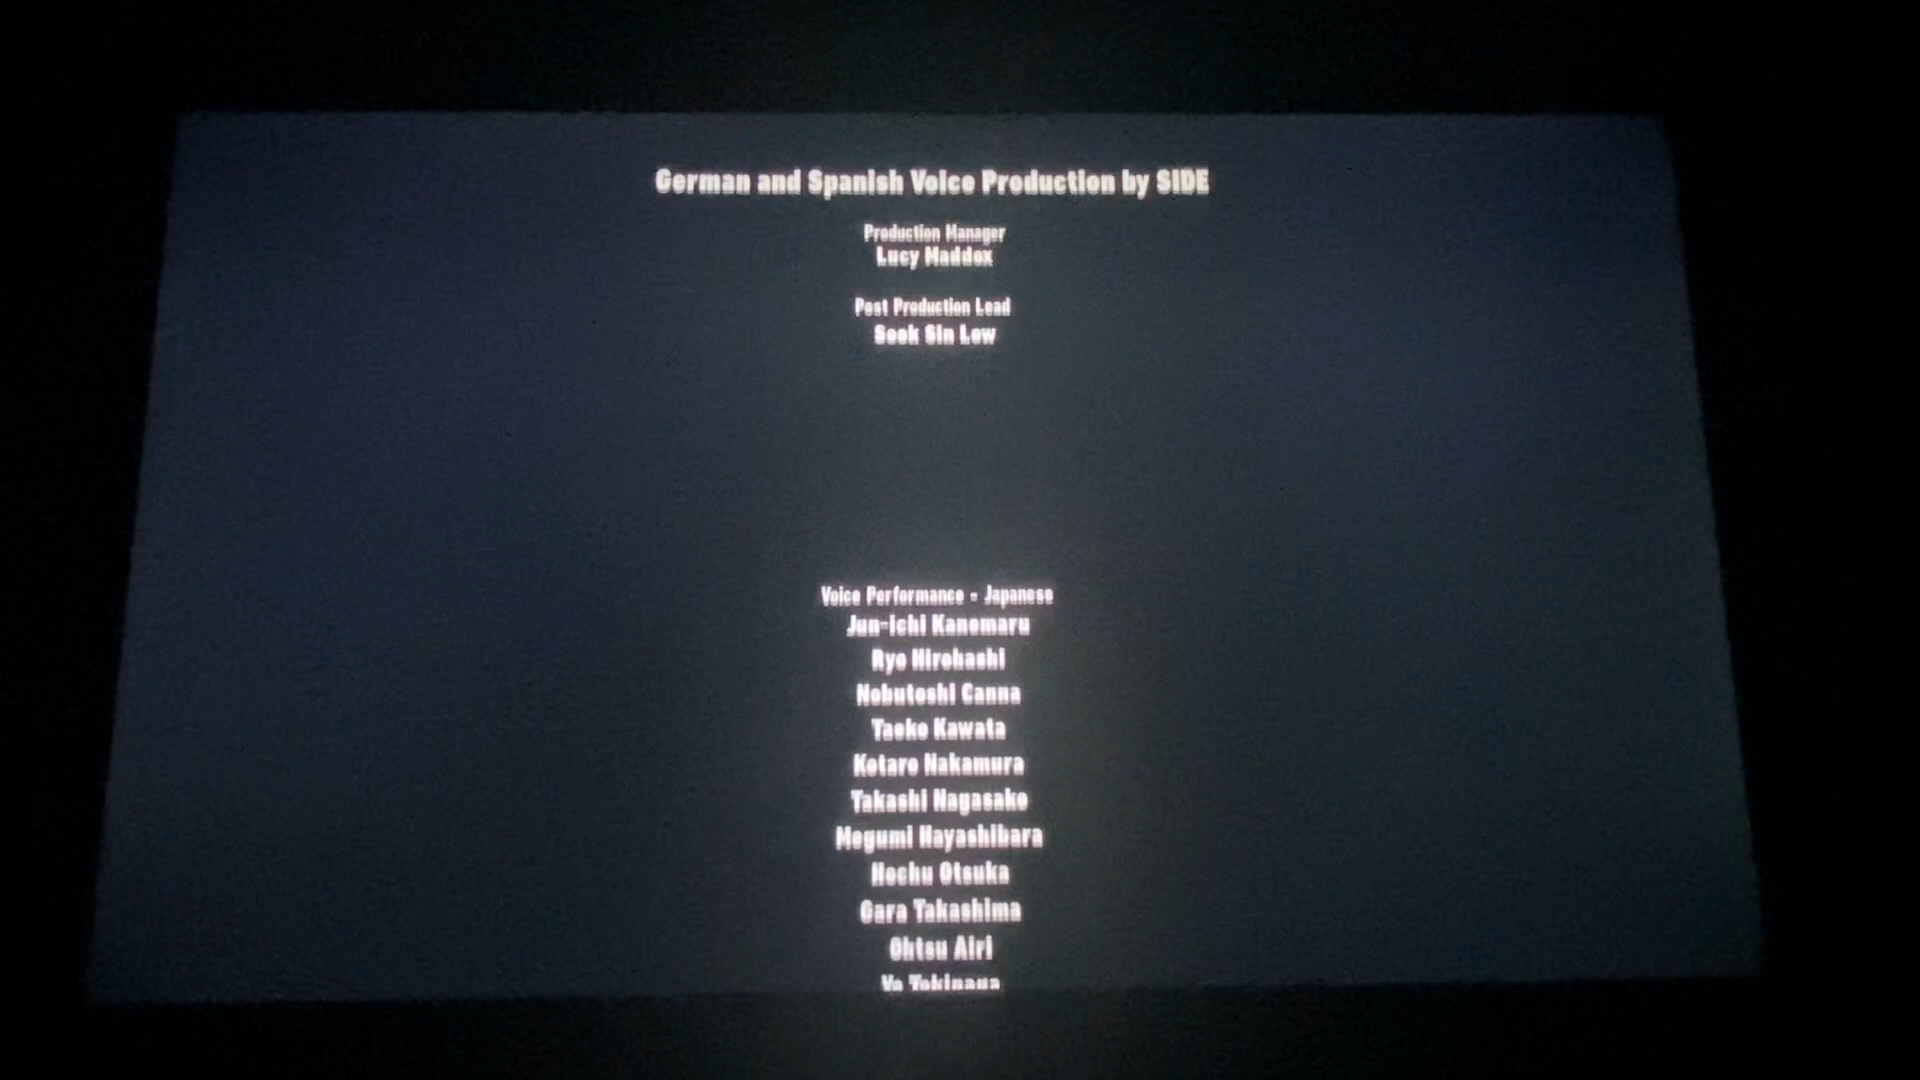 German and Spanish Voice Production by SIDE
Production Manager
Lucy Maddox
Post Production Lead
Seok Sin Low
Voice Performance - Japanese
Jun-ichi Kanemaru
Ryo Hirohashi
Nobutoshi Canna
Taeko Kawata
Kotaro Nakamura
Takashi Nagasako
Megumi Hayashibara
Hochu Otsuka
Gara Takashima
Ohtsu Airi
Yo Tokinaga